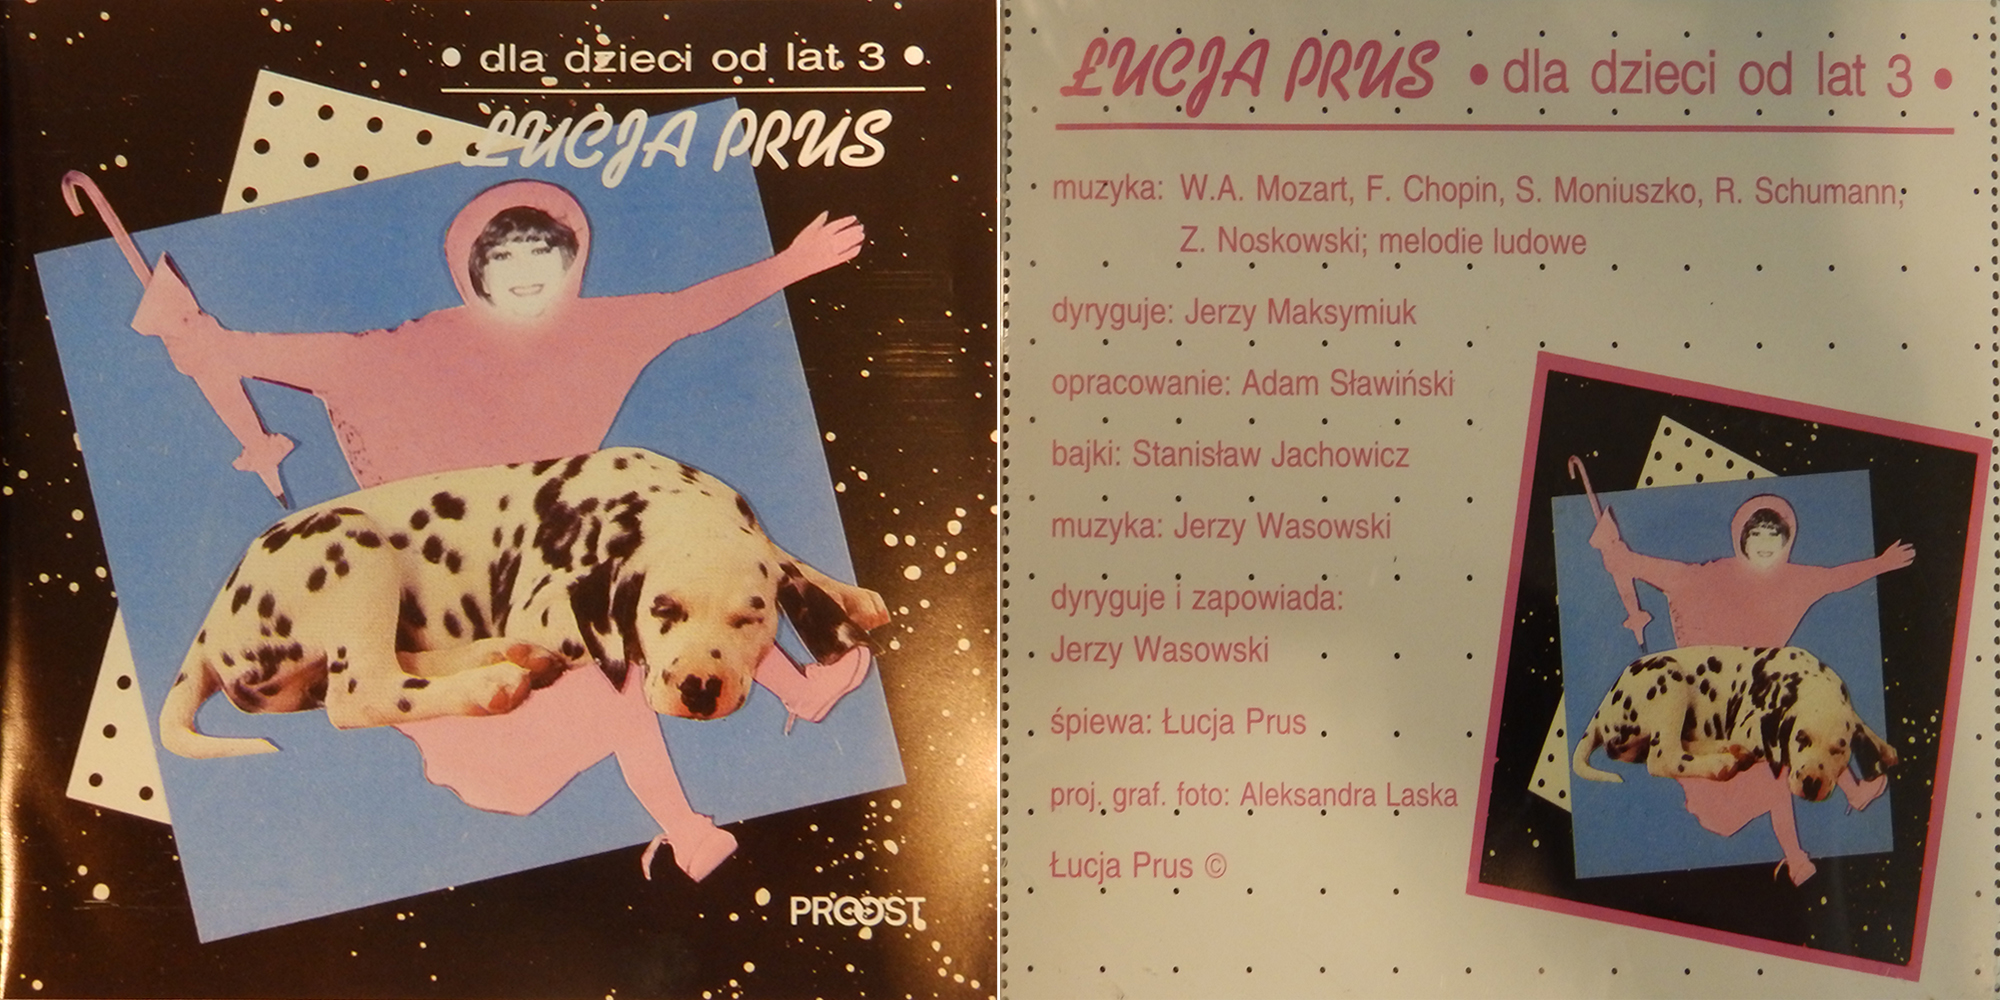 • dla dzieci od lat 3 •
ŁUCJA PRUS
PROOST
ŁUCJA PRUS • dla dzieci od lat 3 •
muzyka: W.A. Mozart, F. Chopin, S. Moniuszko, R. Schumann;
Z. Noskowski; melodie ludowe
dyryguje: Jerzy Maksymiuk
opracowanie: Adam Sławiński
bajki: Stanisław Jachowicz
muzyka: Jerzy Wasowski
dyryguje i zapowiada:
Jerzy Wasowski
śpiewa: Łucja Prus
proj. graf. foto: Aleksandra Laska
Łucja Prus ©